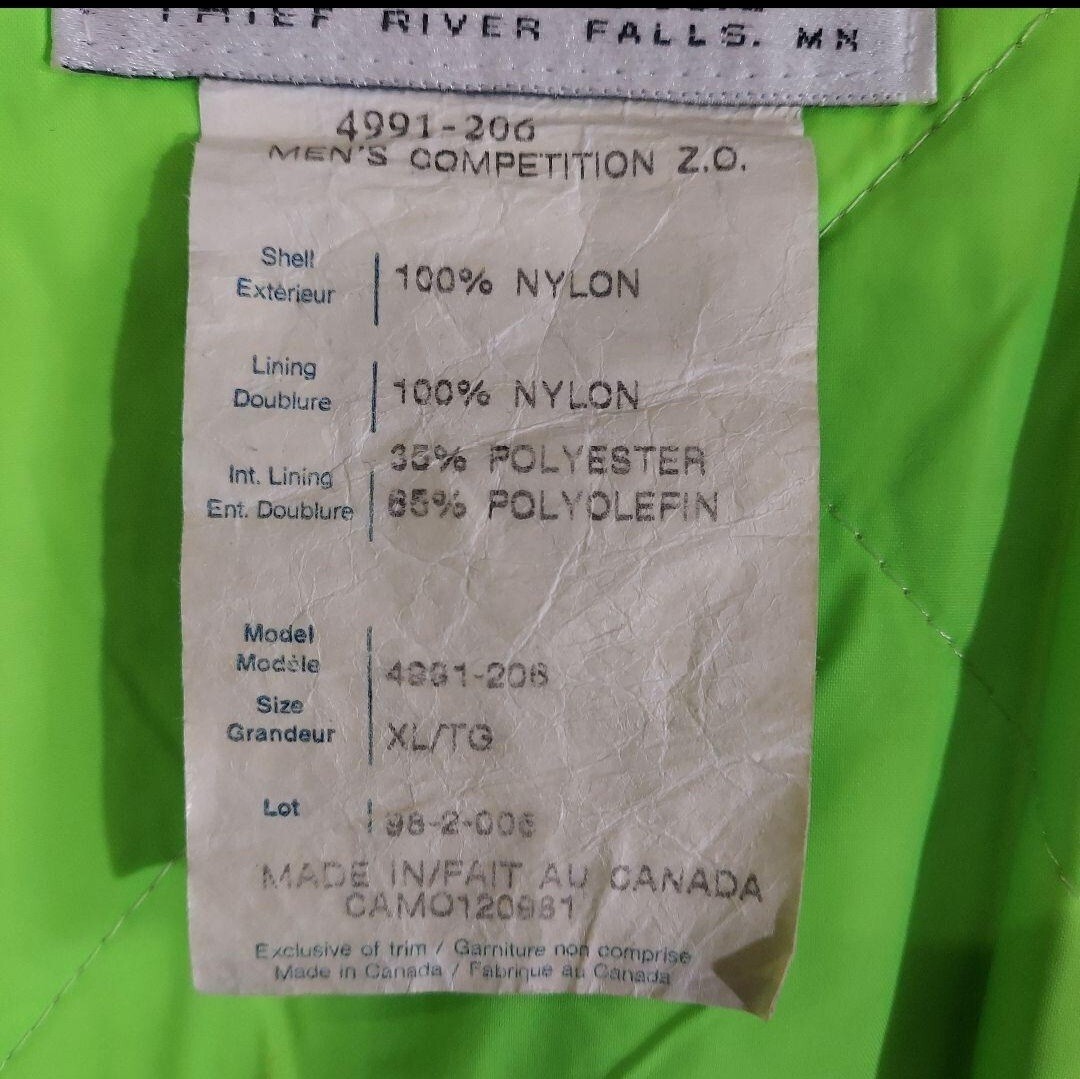 THIEF RIVER FALLS. MN
4991-206
MEN'S COMPETITION Z.O.
Shell
Extérieur
100% NYLON
Lining
Doublure
100% NYLON
Int. Lining
Ent. Doublure
35% POLYESTER
65% POLYOLEFIN
Model
Modèle
4991-206
Size
Grandeur
XL/TG
Lot
98-2-006
MADE IN/FAIT AU CANADA
Exclusive of trim / Garniture non comprise
Made in Canada / Fabriqué au Canada